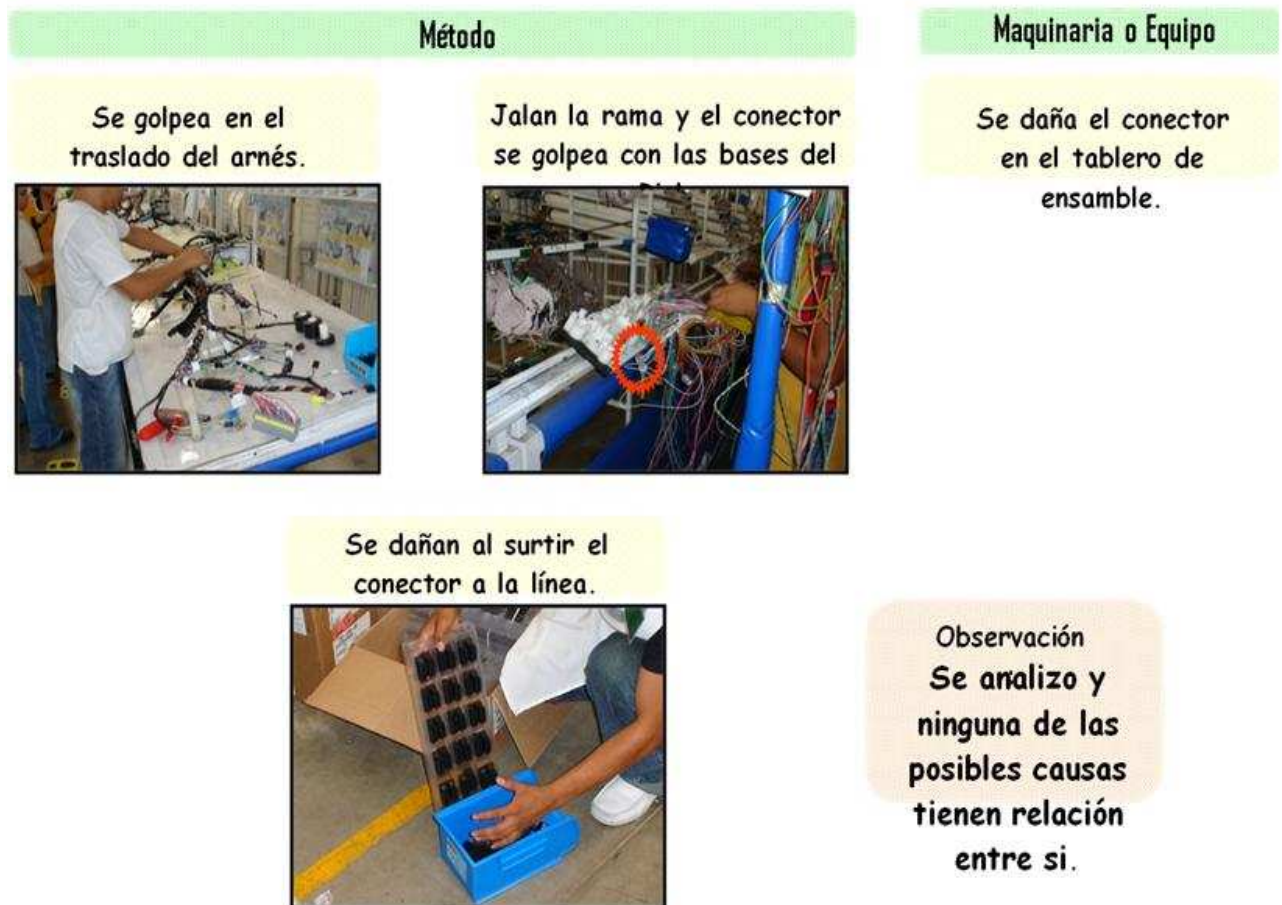 Método
Maquinaria o Equipo
Se golpea en el
traslado del arnés.
Jalan la rama y el conector
se golpea con las bases del
Se daña el conector
en el tablero de
ensamble.
Se dañan al surtir el
conector a la línea.
Observación
Se analizo y
ninguna de las
posibles causas
tienen relación
entre si.